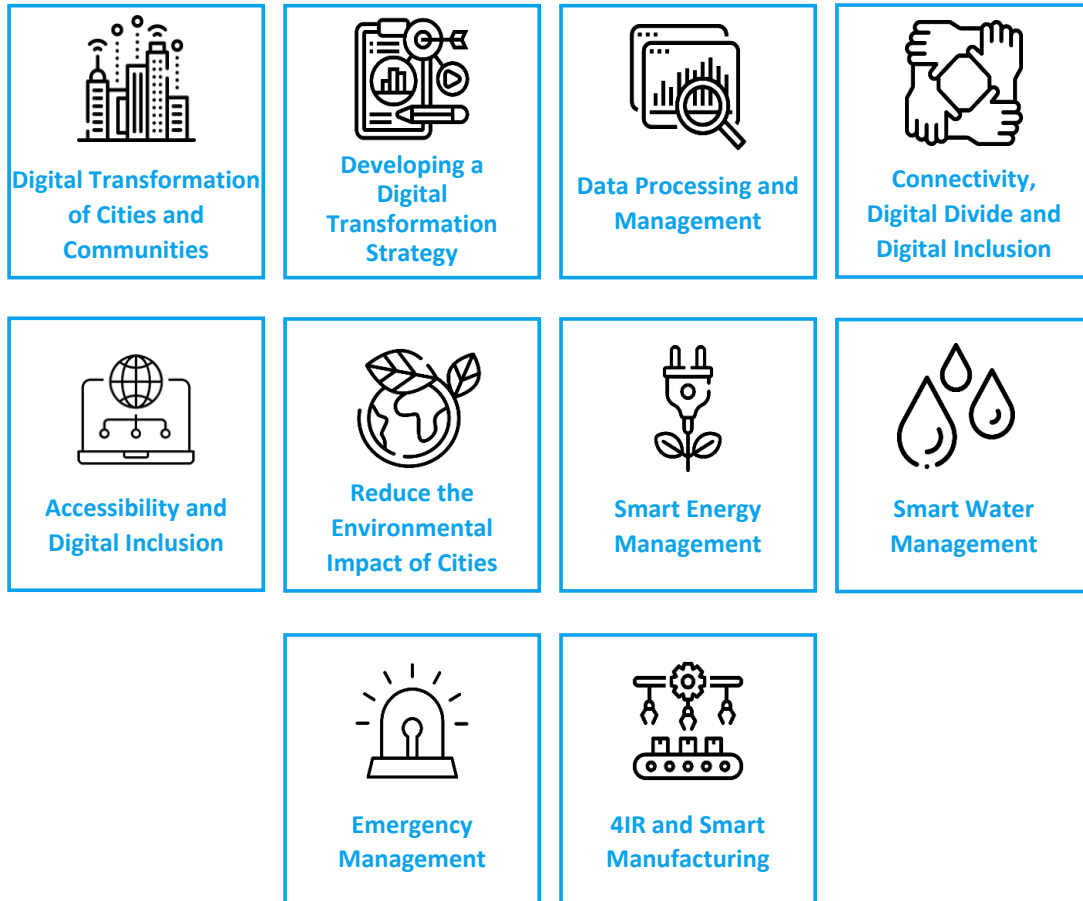 Digital Transformation
of Cities and
Communities
Developing a
Digital
Transformation
Strategy
Data Processing and
Management
Connectivity,
Digital Divide and
Digital Inclusion
Accessibility and
Digital Inclusion
Reduce the
Environmental
Impact of Cities
Smart Energy
Management
Smart Water
Management
Emergency
Management
4IR and Smart
Manufacturing